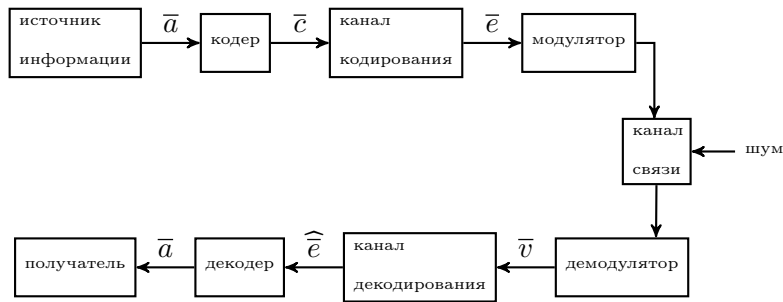 источник
информации
a̅
кодер
c̅
канал
кодирования
e̅
модулятор
канал
связи
шум
получатель
a̅
декодер
ê̅
канал
декодирования
v̅
демодулятор